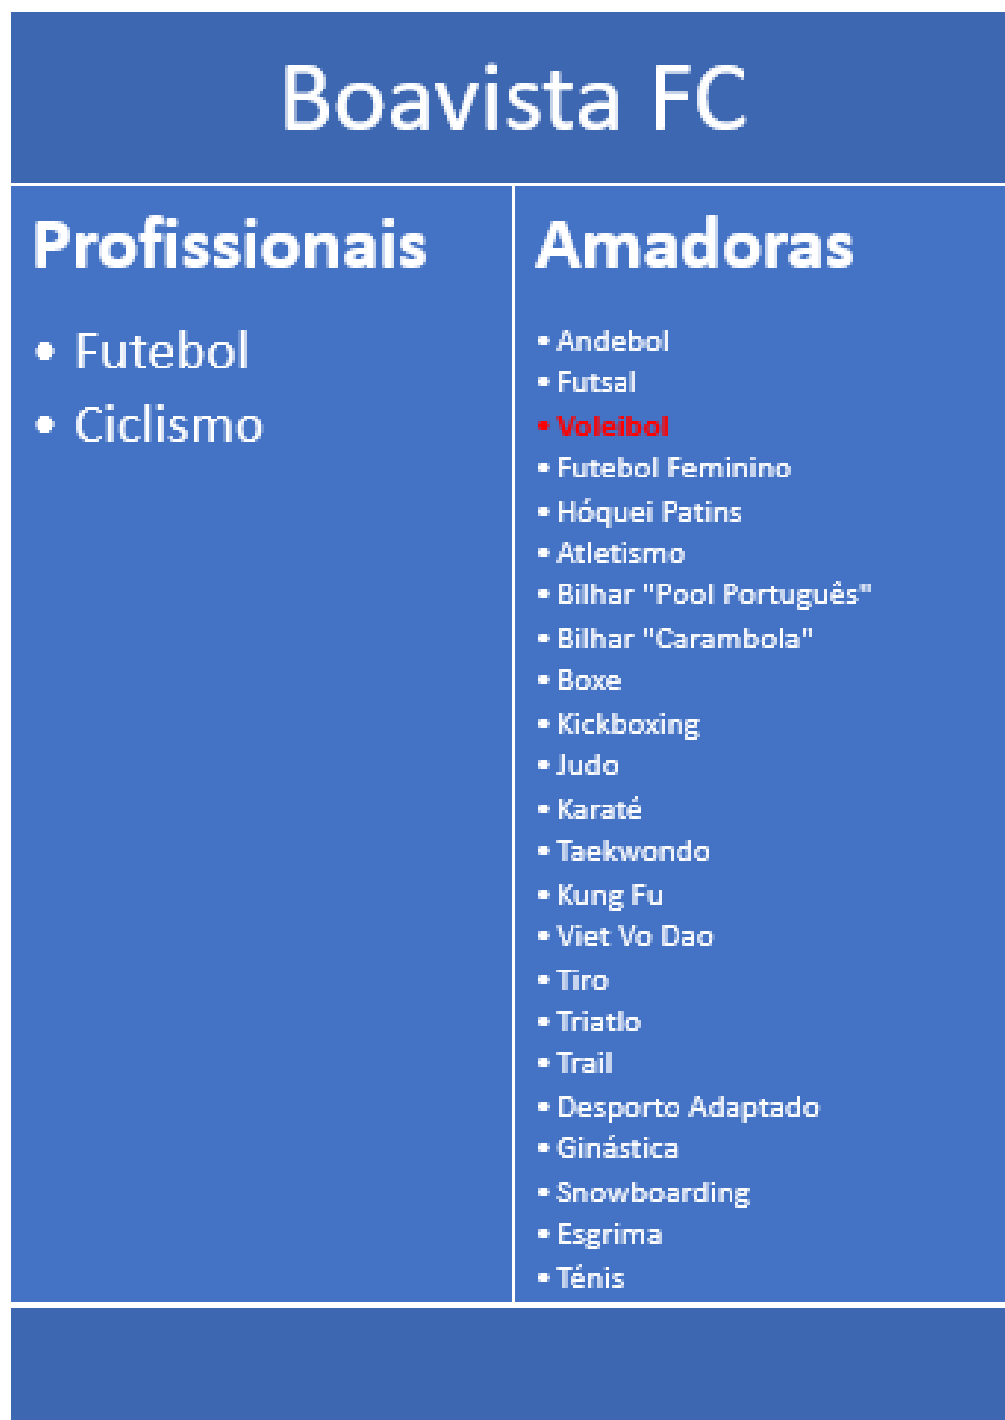 Boavista FC
Profissionais
• Futebol
• Ciclismo
Amadoras
• Andebol
• Futsal
• Voleibol
• Futebol Feminino
• Hóquei Patins
• Atletismo
• Bilhar "Pool Português"
• Bilhar "Carambola"
• Boxe
• Kickboxing
• Judo
• Karaté
• Taekwondo
• Kung Fu
• Viet Vo Dao
• Tiro
• Triatlo
• Trail
• Desporto Adaptado
• Ginástica
• Snowboarding
• Esgrima
• Ténis